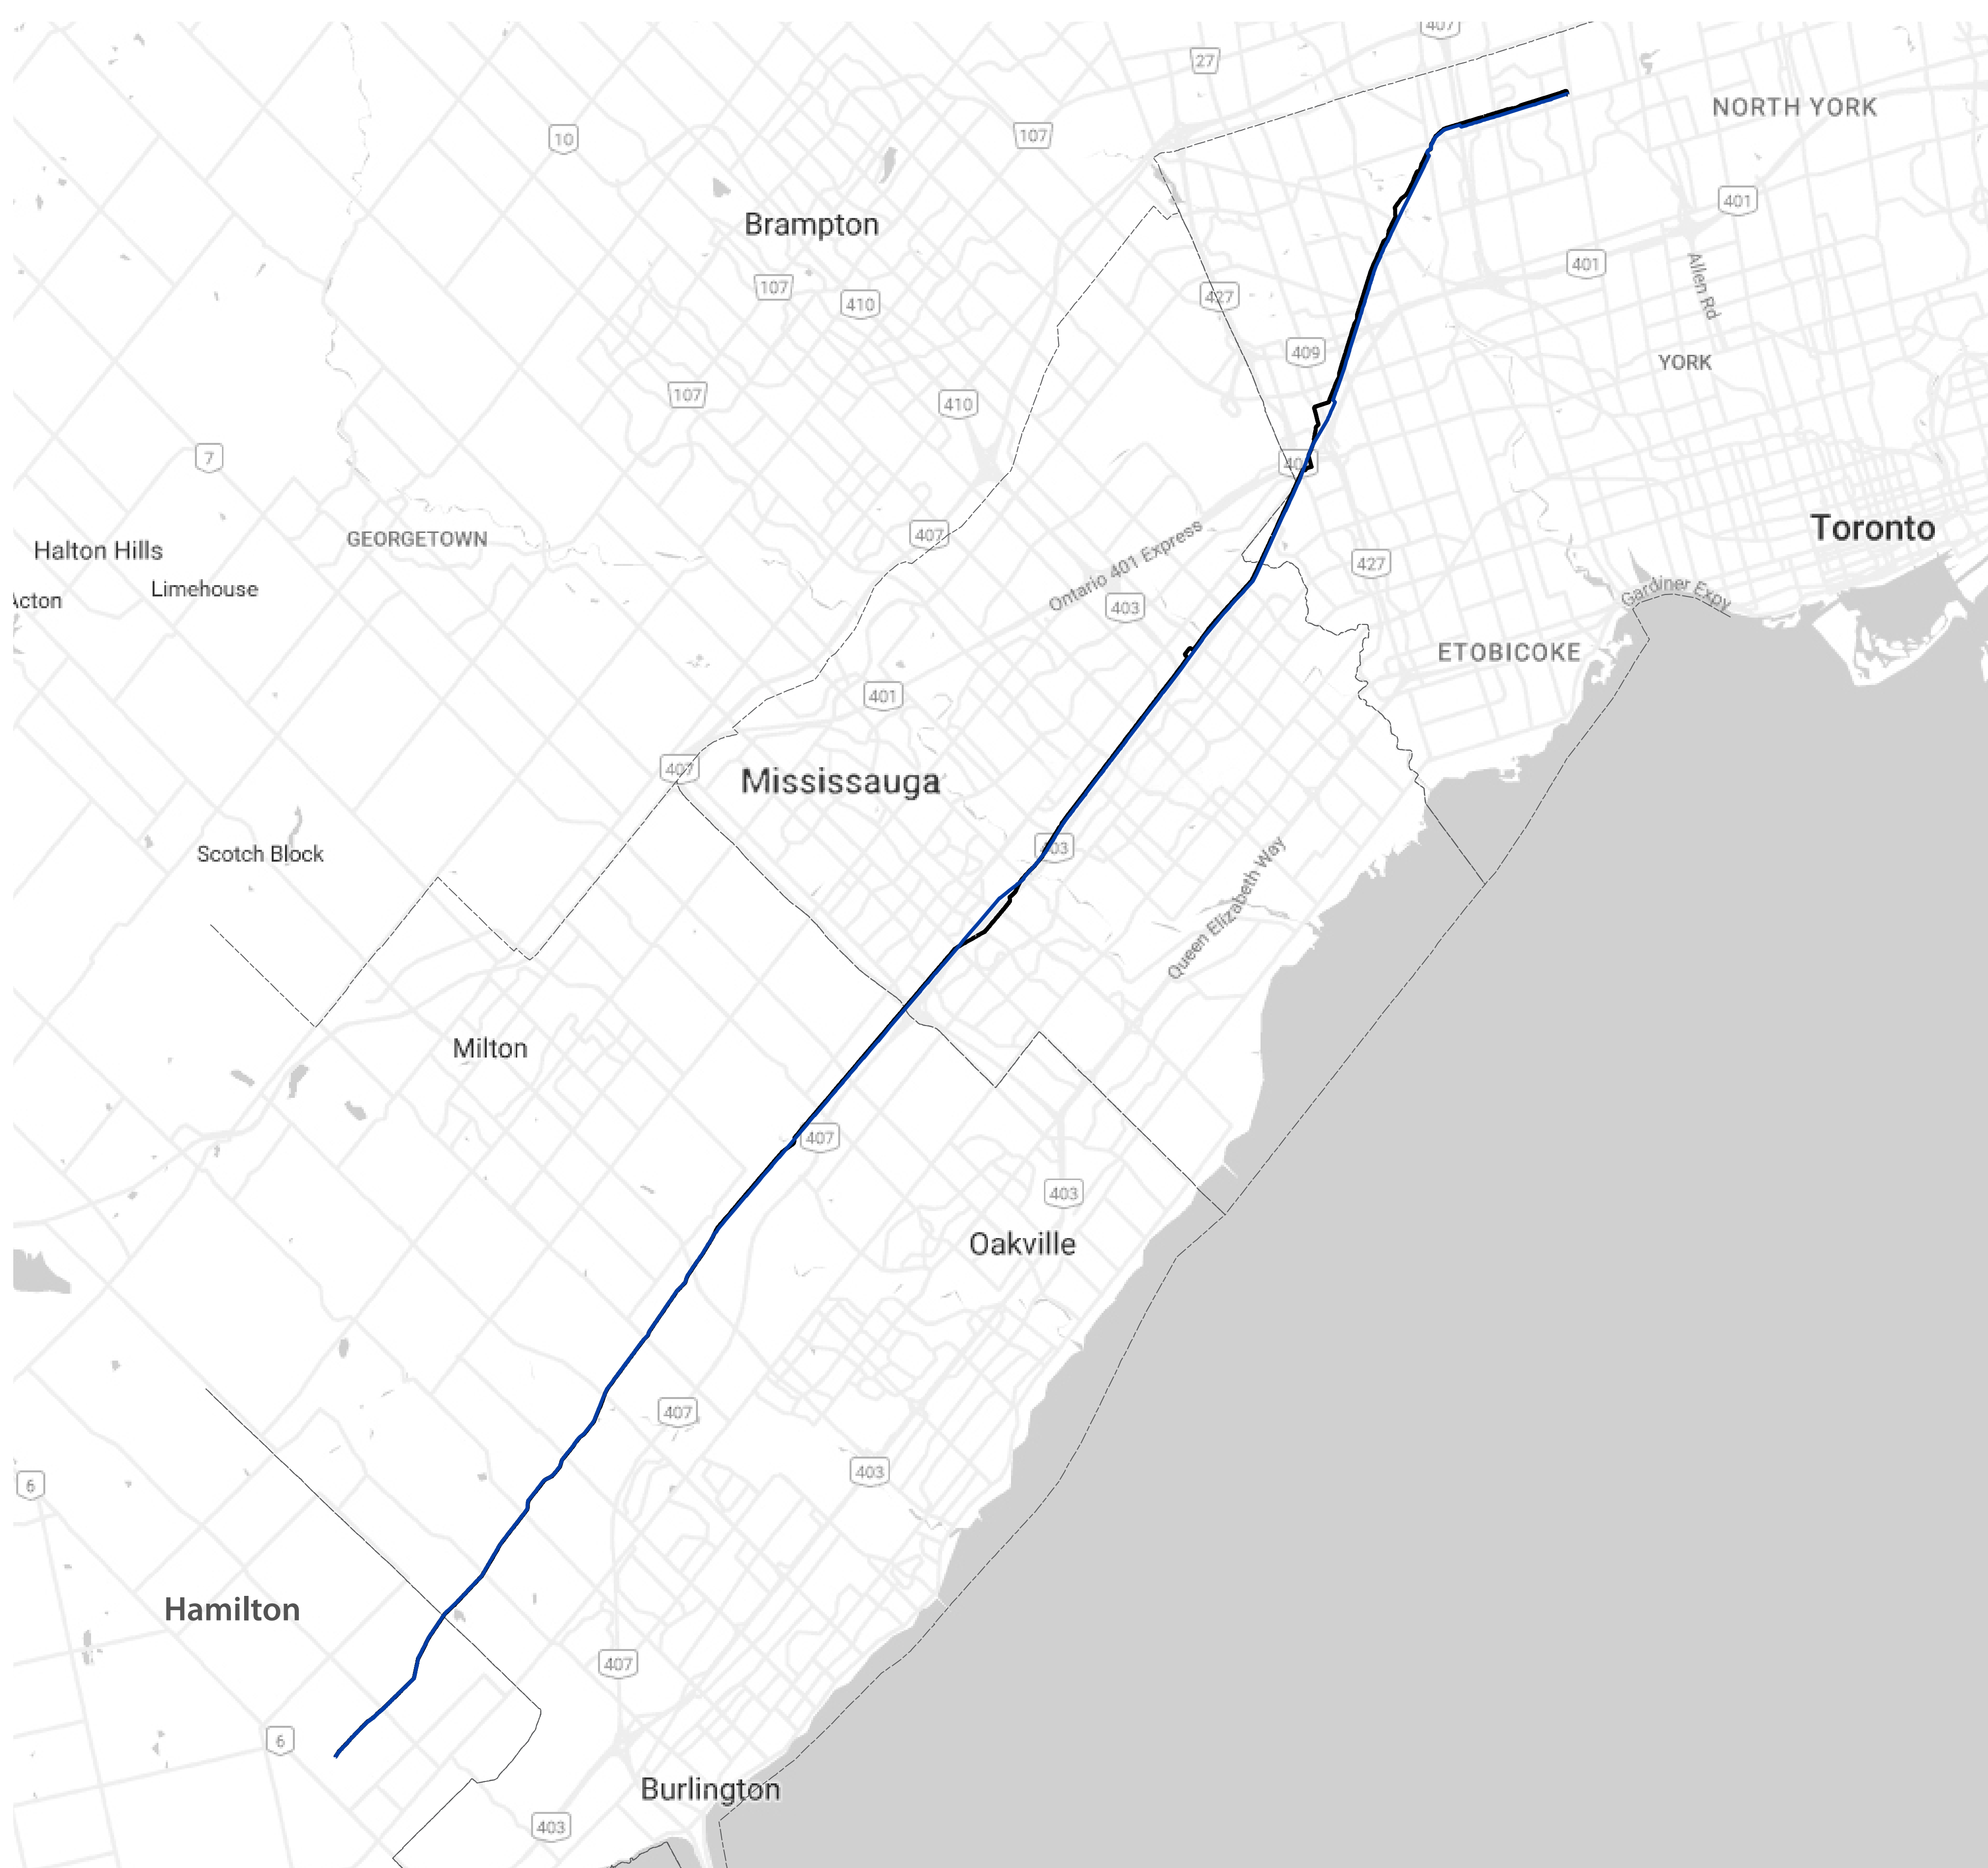 407
27
NORTH YORK
10
107
401
Brampton
401
107
427
410
Allen Rd
409
YORK
107
410
7
Toronto
407
GEORGETOWN
Ontario 401 Express
Halton Hills
427
Limehouse
Gardiner Expy
403
ETOBICOKE
401
407
Mississauga
403
Scotch Block
Queen Elizabeth Way
Milton
407
403
Oakville
407
403
6
Hamilton
407
6
Burlington
403